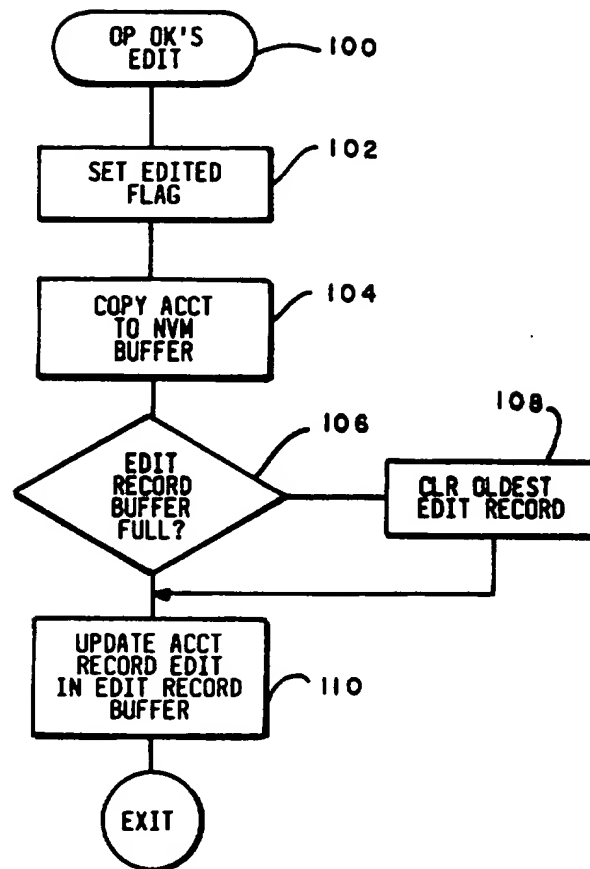 OP OK'S
EDIT
100
SET EDITED
FLAG
102
COPY ACCT
TO NVM
BUFFER
104
EDIT
RECORD
BUFFER
FULL?
106
CLR OLDEST
EDIT RECORD
108
UPDATE ACCT
RECORD EDIT
IN EDIT RECORD
BUFFER
110
EXIT